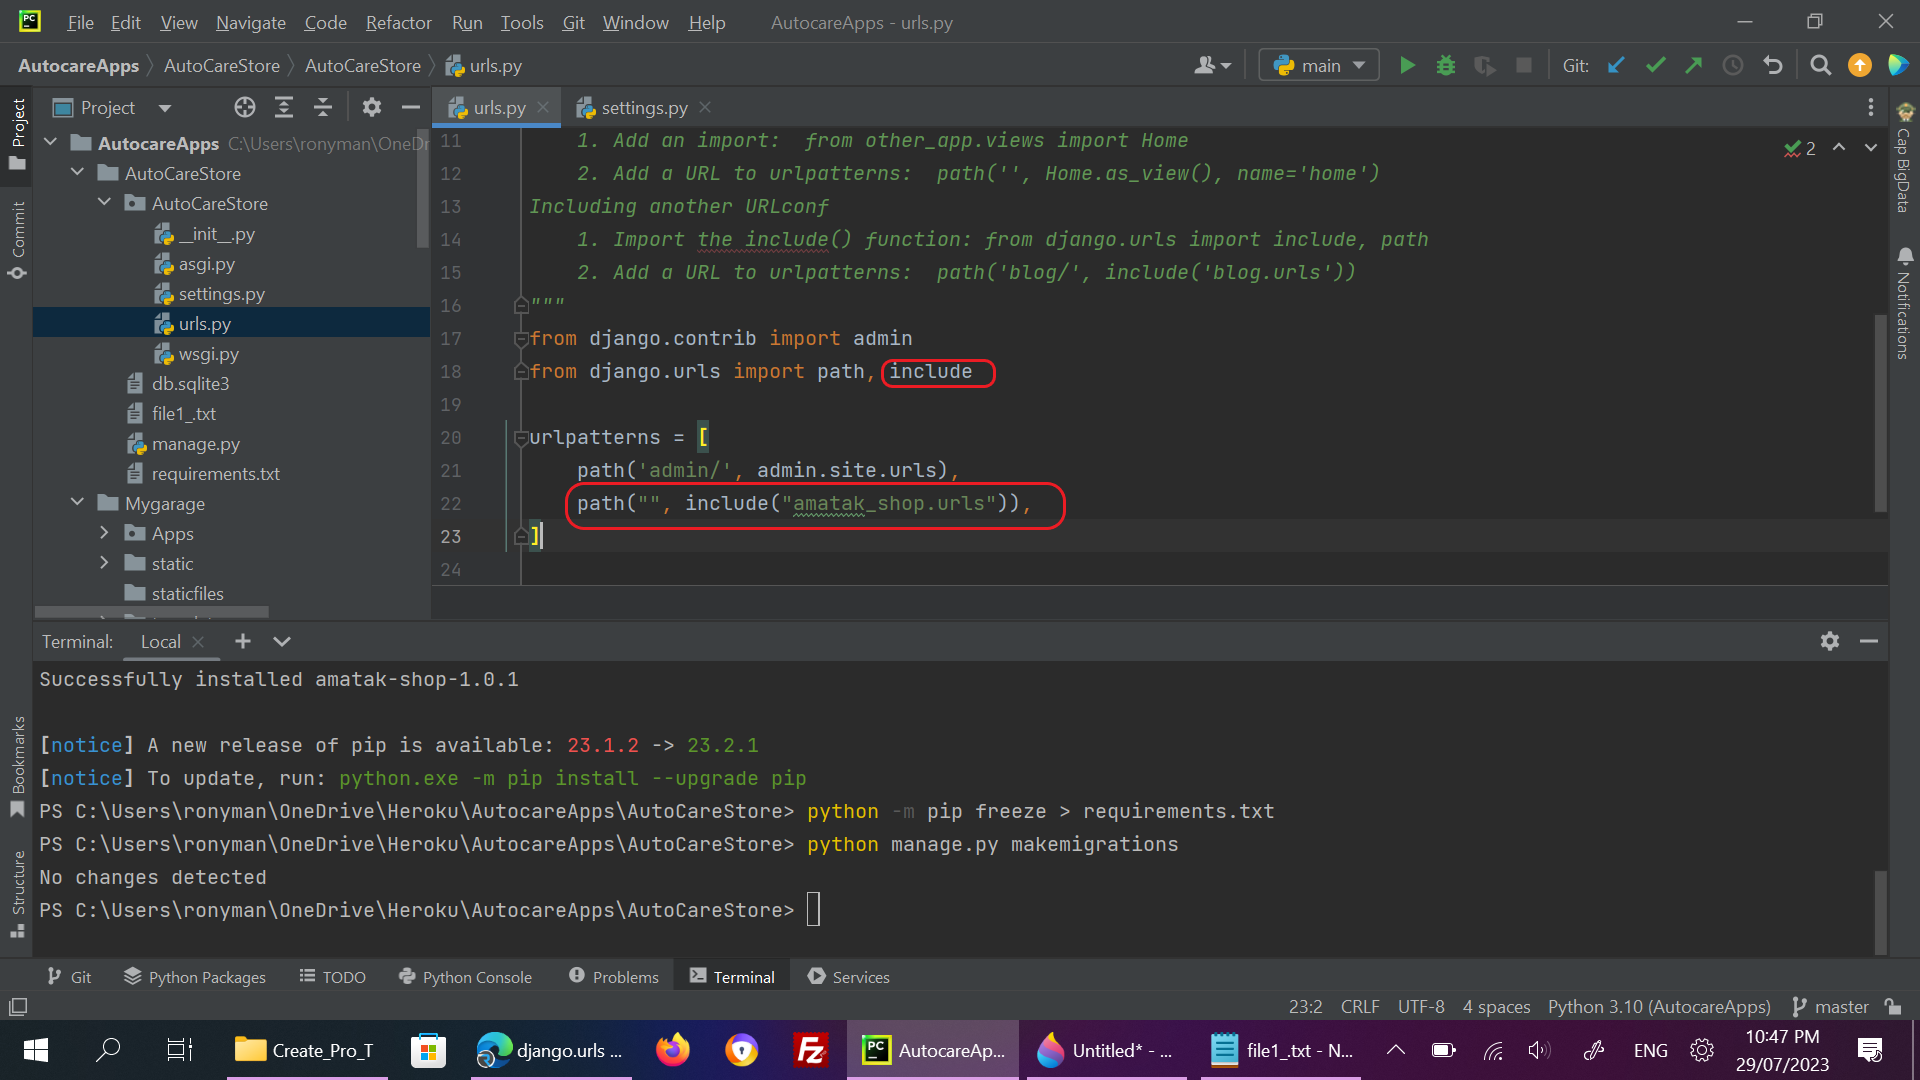 File Edit View Navigate Code Refactor Run Tools Git Window Help AutocareApps - urls.py
AutocareApps AutoCareStore AutoCareStore urls.py
main
Git:
Project
urls.py
settings.py
AutocareApps C:\Users\ronyman\OneDr
AutoCareStore
AutoCareStore
__init__.py
asgi.py
settings.py
urls.py
wsgi.py
db.sqlite3
file1_.txt
manage.py
requirements.txt
Mygarage
Apps
static
staticfiles
Project
Commit
Bookmarks
Structure
11 1. Add an import: from other_app.views import Home
12 2. Add a URL to urlpatterns: path('', Home.as_view(), name='home')
13 Including another URLconf
14 1. Import the include() function: from django.urls import include, path
15 2. Add a URL to urlpatterns: path('blog/', include('blog.urls'))
16 """
17 from django.contrib import admin
18 from django.urls import path, include
19
20 urlpatterns = [
21 path('admin/', admin.site.urls),
22 path("", include("amatak_shop.urls")),
23 ]
24
2
Cap BigData
Notifications
Terminal: Local
Successfully installed amatak-shop-1.0.1
[notice] A new release of pip is available: 23.1.2 -> 23.2.1
[notice] To update, run: python.exe -m pip install --upgrade pip
PS C:\Users\ronyman\OneDrive\Heroku\AutocareApps\AutoCareStore> python -m pip freeze > requirements.txt
PS C:\Users\ronyman\OneDrive\Heroku\AutocareApps\AutoCareStore> python manage.py makemigrations
No changes detected
PS C:\Users\ronyman\OneDrive\Heroku\AutocareApps\AutoCareStore>
Git Python Packages TODO Python Console Problems Terminal Services
23:2 CRLF UTF-8 4 spaces Python 3.10 (AutocareApps) master
Create_Pro_T
django.urls ...
AutocareAp...
Untitled* - ...
file1_.txt - N...
ENG
10:47 PM
29/07/2023